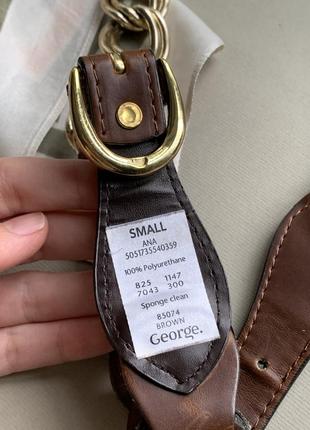 SMALL
ANA
5051735540359
100% Polyurethane
825 1147
7043 300
Sponge clean
85074
BROWN
George.